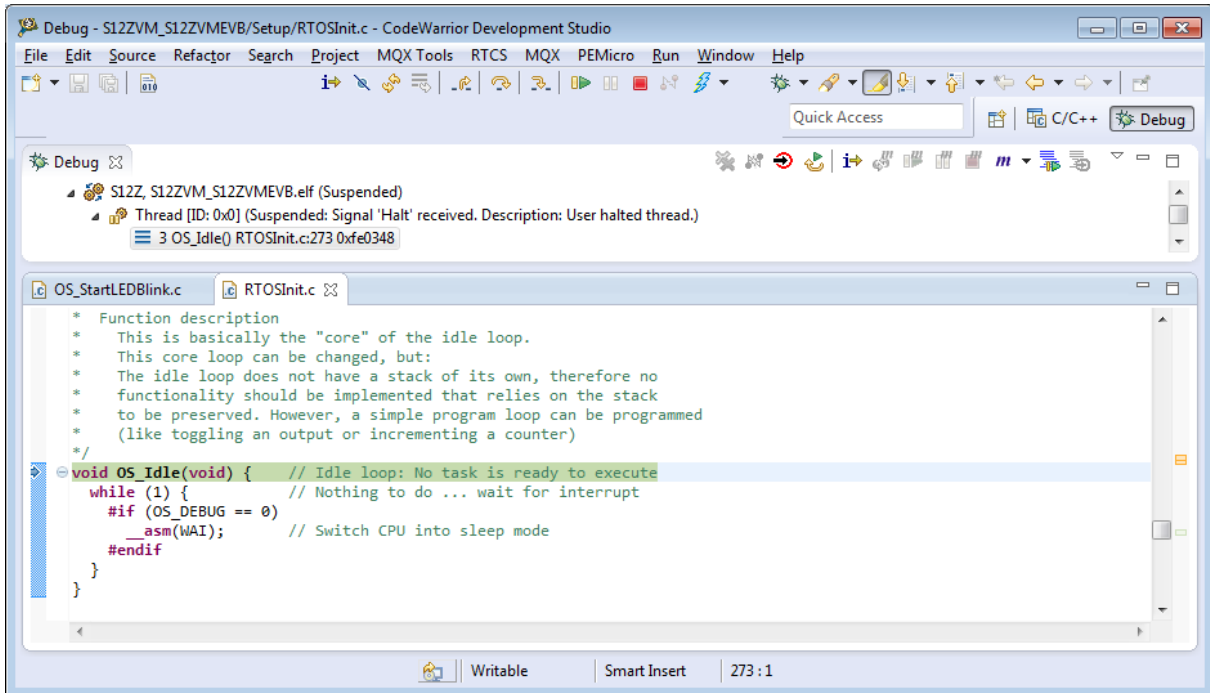 Debug - S12ZVM_S12ZVMEVB/Setup/RTOSInit.c - CodeWarrior Development Studio
File Edit Source Refactor Search Project MQX Tools RTCS MQX PEMicro Run Window Help
010
Quick Access C/C++ Debug
Debug
S12Z, S12ZVM_S12ZVMEVB.elf (Suspended)
Thread [ID: 0x0] (Suspended: Signal 'Halt' received. Description: User halted thread.)
3 OS_Idle() RTOSInit.c:273 0xfe0348
OS_StartLEDBlink.c RTOSInit.c
*  Function description
*    This is basically the "core" of the idle loop.
*    This core loop can be changed, but:
*    The idle loop does not have a stack of its own, therefore no
*    functionality should be implemented that relies on the stack
*    to be preserved. However, a simple program loop can be programmed
*    (like toggling an output or incrementing a counter)
*/
void OS_Idle(void) {    // Idle loop: No task is ready to execute
  while (1) {           // Nothing to do ... wait for interrupt
    #if (OS_DEBUG == 0)
      __asm(WAI);       // Switch CPU into sleep mode
    #endif
  }
}
Writable Smart Insert 273 : 1